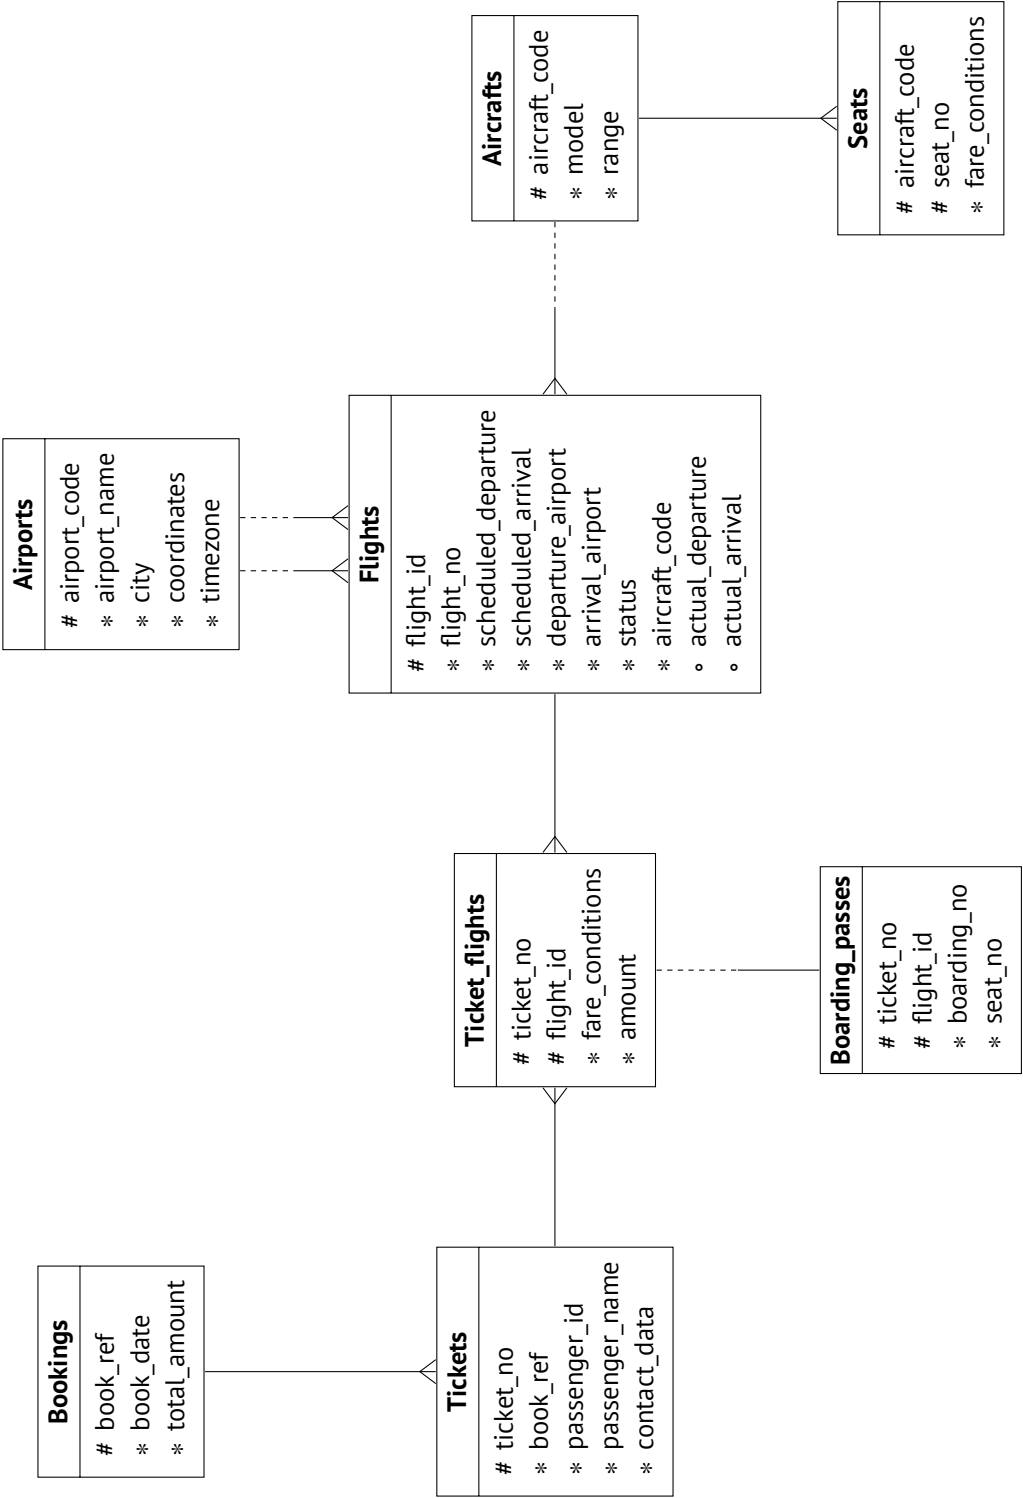 Bookings
# book_ref
* book_date
* total_amount
Tickets
# ticket_no
* book_ref
* passenger_id
* passenger_name
* contact_data
Ticket_flights
# ticket_no
# flight_id
* fare_conditions
* amount
Boarding_passes
# ticket_no
# flight_id
* boarding_no
* seat_no
Airports
# airport_code
* airport_name
* city
* coordinates
* timezone
Flights
# flight_id
* flight_no
* scheduled_departure
* scheduled_arrival
* departure_airport
* arrival_airport
* status
* aircraft_code
∘ actual_departure
∘ actual_arrival
Aircrafts
# aircraft_code
* model
* range
Seats
# aircraft_code
# seat_no
* fare_conditions